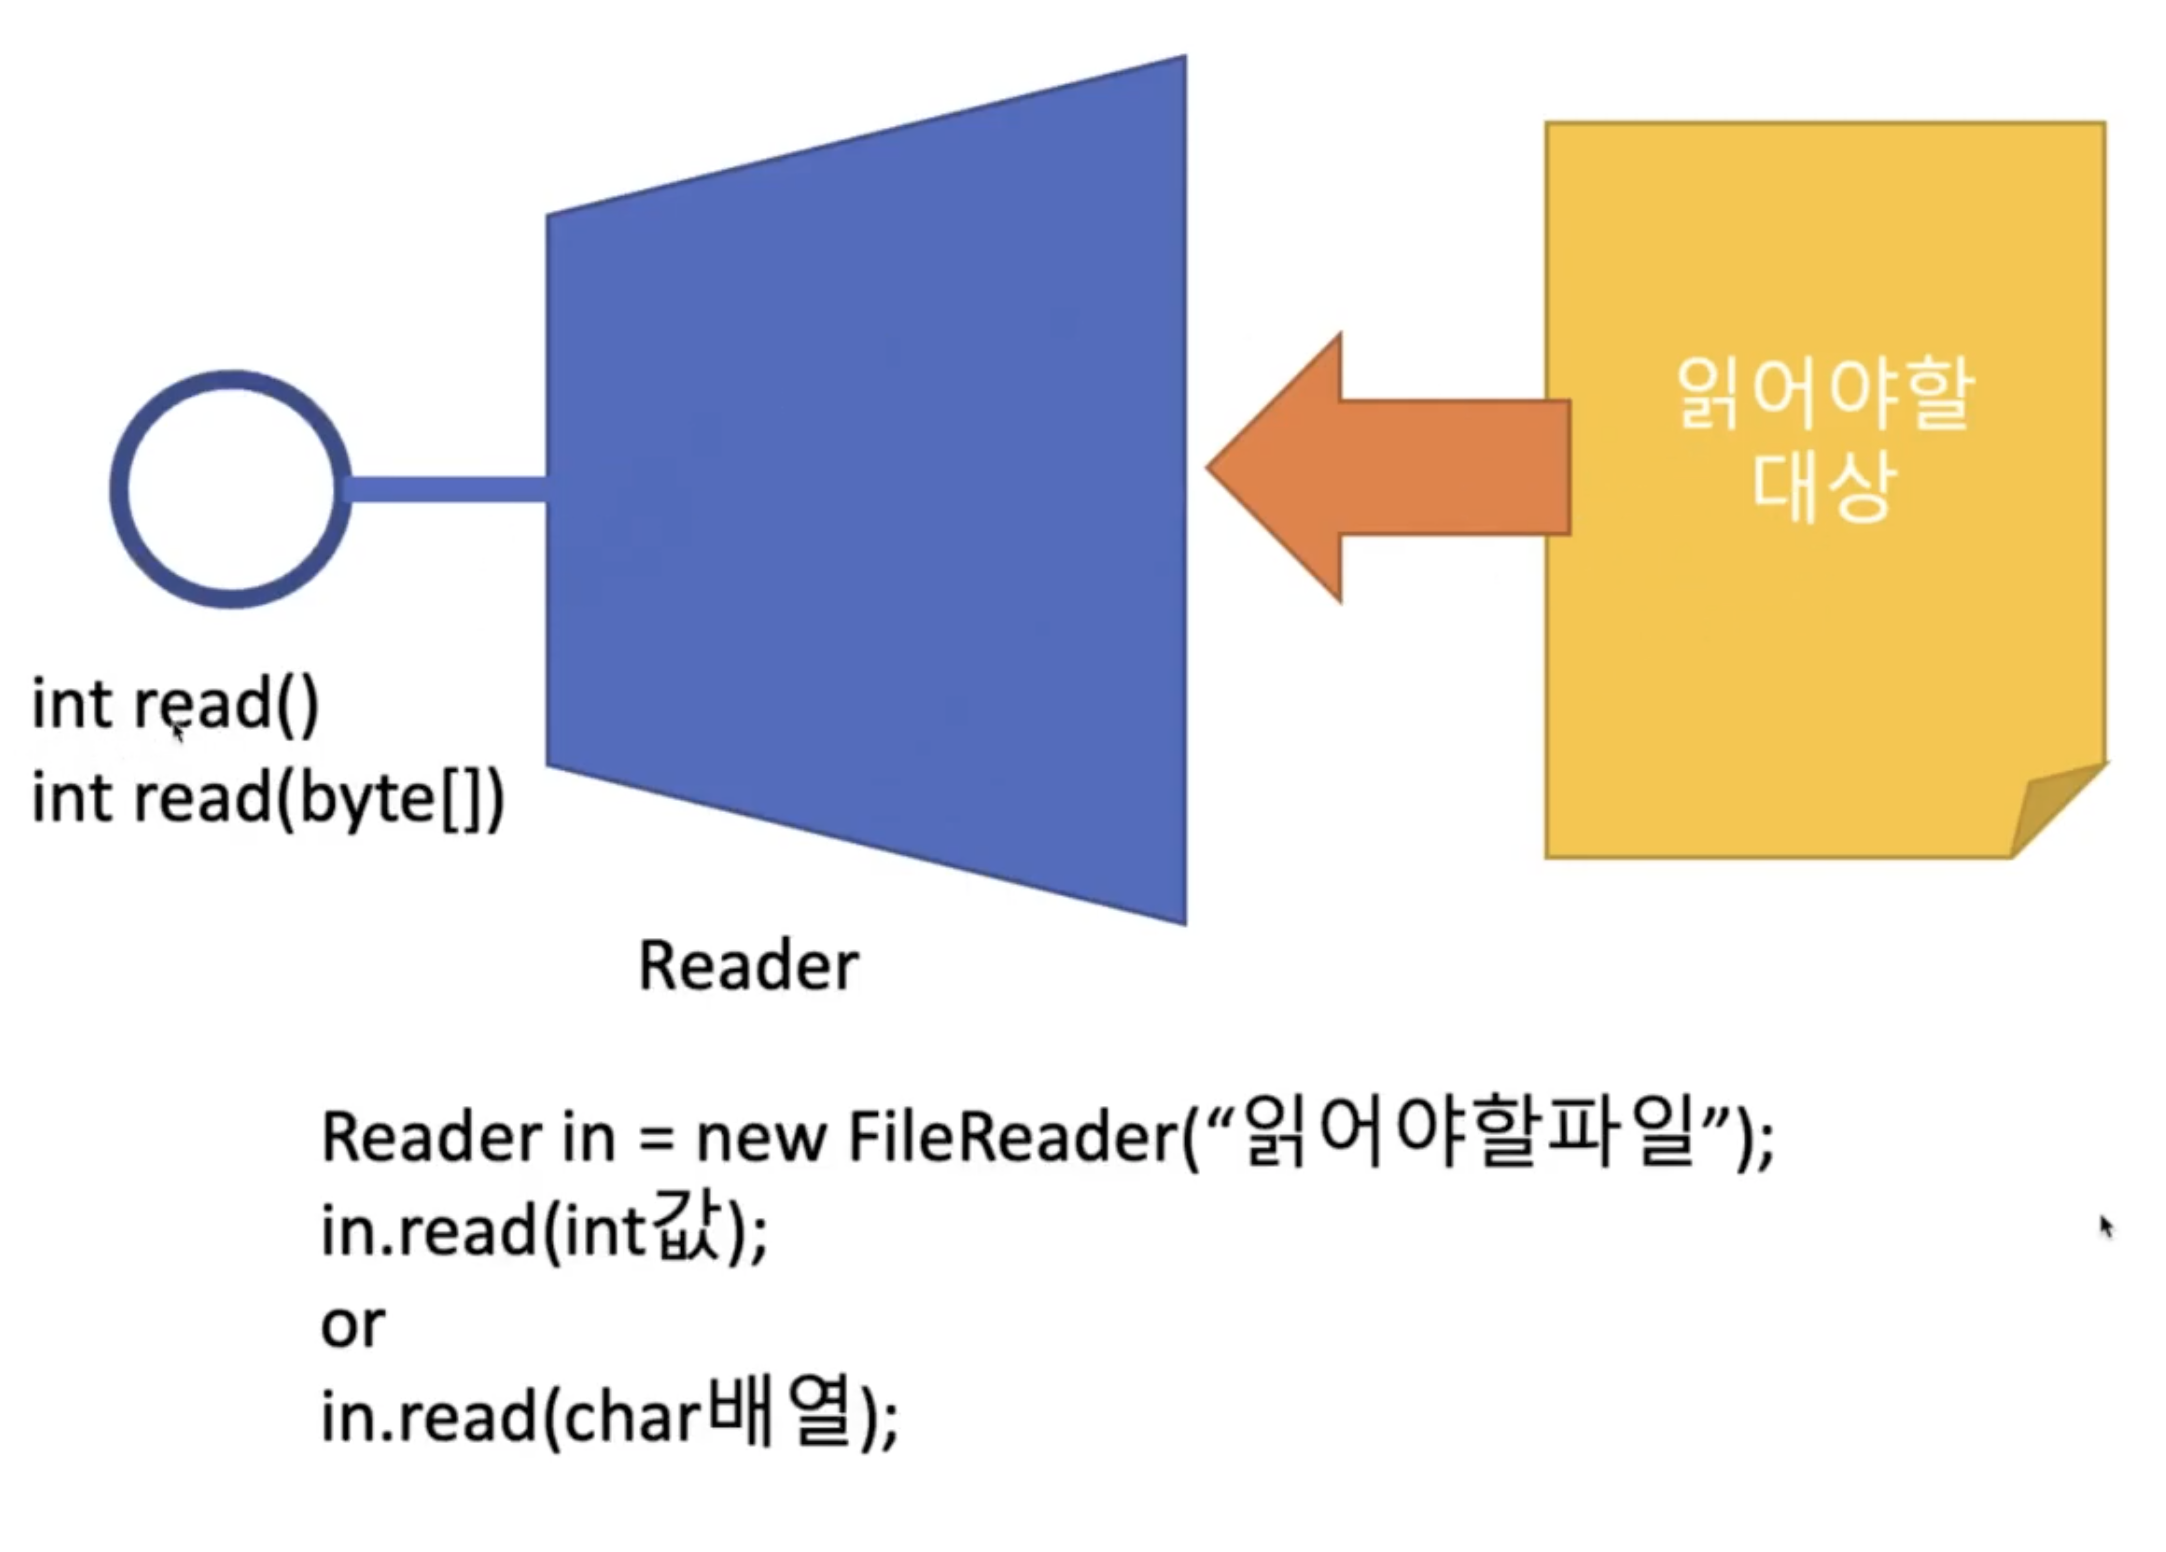 읽어야할
대상
int read()
int read(byte[])
Reader
Reader in = new FileReader(“읽어야할파일”);
in.read(int값);
or
in.read(char배열);